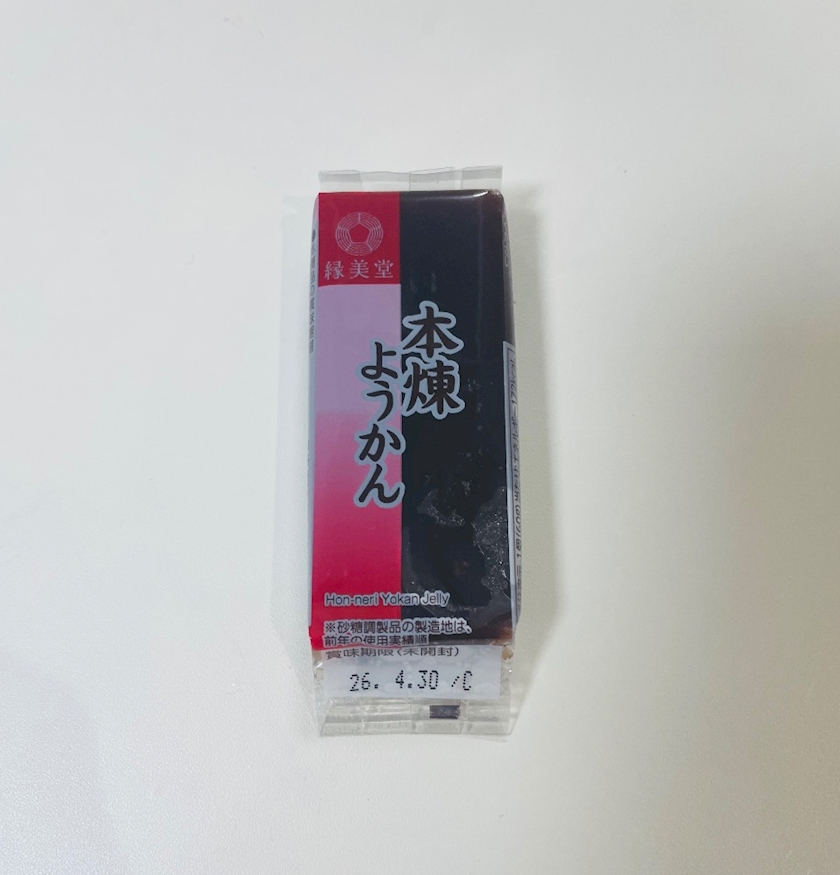 縁美堂
本煉
ようかん
Hon-neri Yokan Jelly
※砂糖調製品の製造地は、
前年の使用実績順
賞味期限(未開封)
26. 4.30 /C